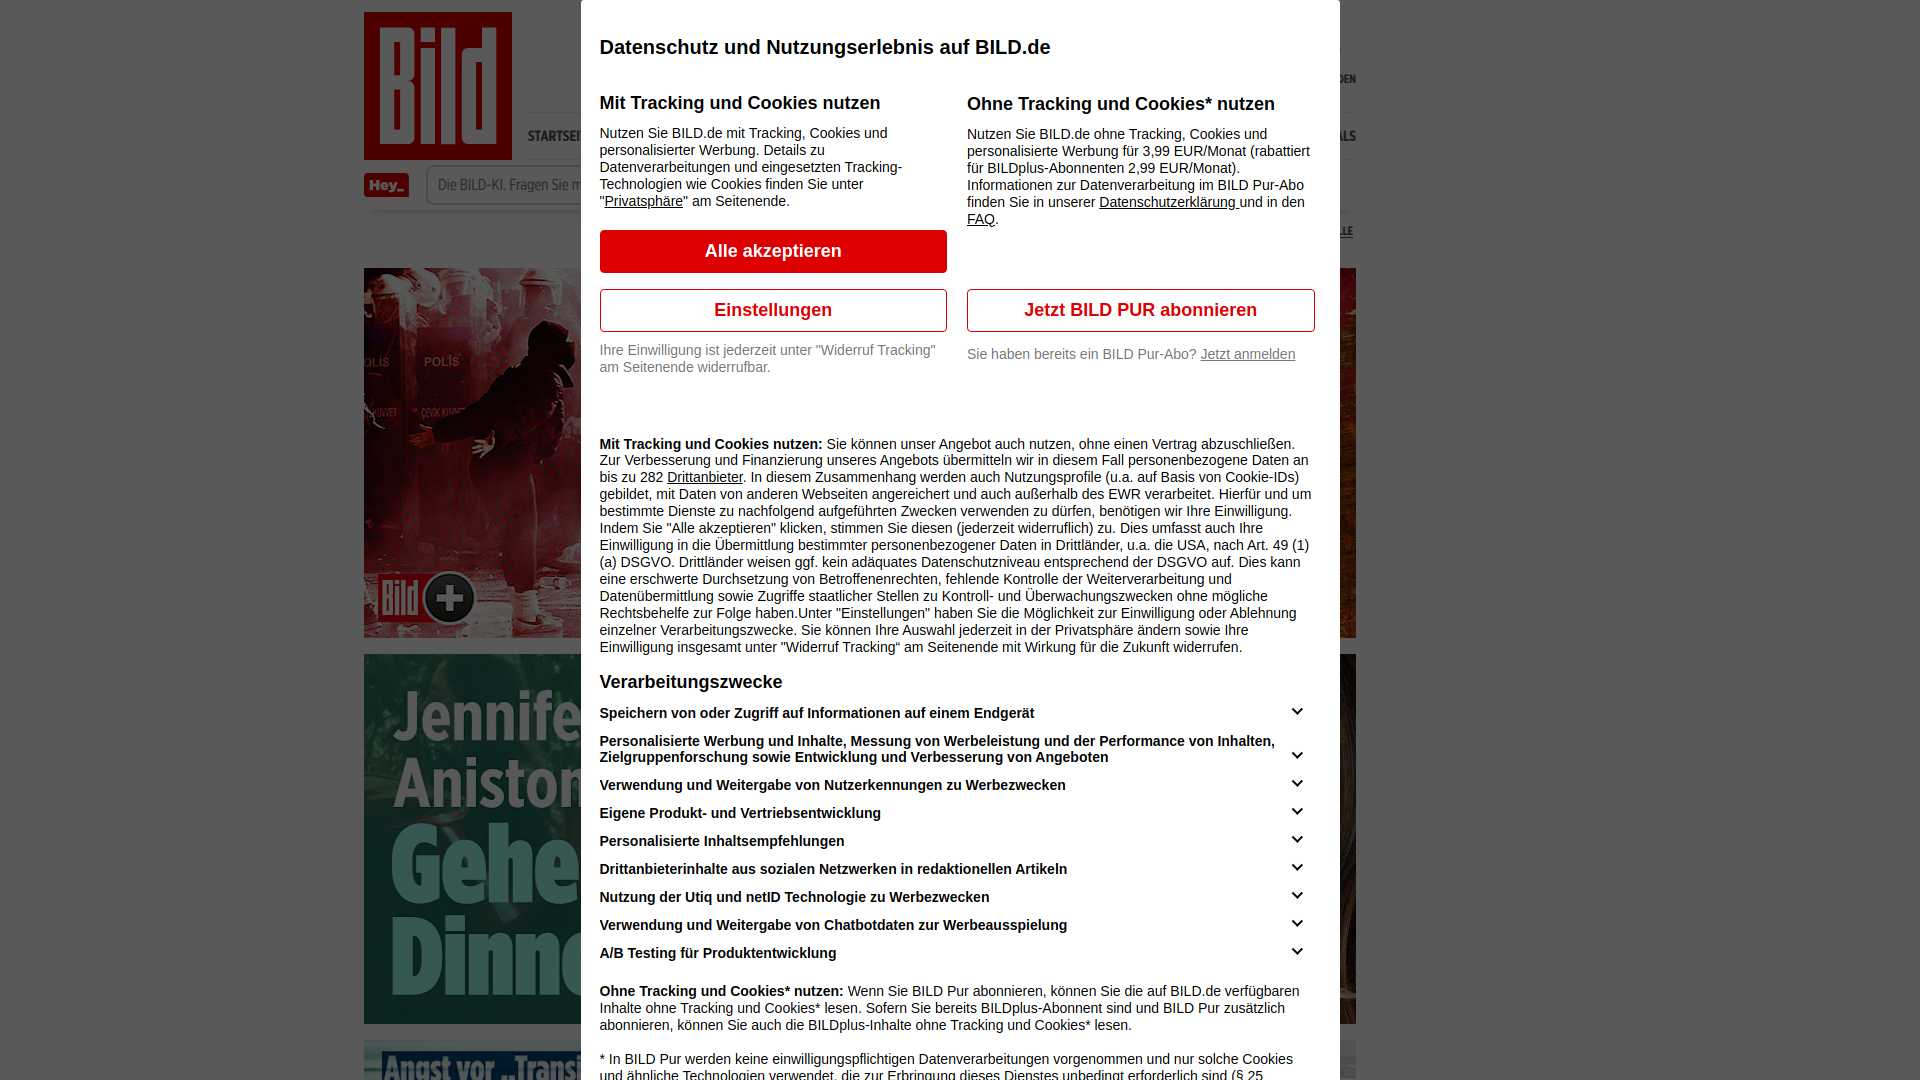 Bild
DEN
STARTSEI
ALS
Hey_
Die BILD-KI. Fragen Sie m
LLE
Datenschutz und Nutzungserlebnis auf BILD.de
Mit Tracking und Cookies nutzen
Nutzen Sie BILD.de mit Tracking, Cookies und
personalisierter Werbung. Details zu
Datenverarbeitungen und eingesetzten Tracking-
Technologien wie Cookies finden Sie unter
"Privatsphäre" am Seitenende.
Alle akzeptieren
Einstellungen
Ihre Einwilligung ist jederzeit unter "Widerruf Tracking"
am Seitenende widerrufbar.
Ohne Tracking und Cookies* nutzen
Nutzen Sie BILD.de ohne Tracking, Cookies und
personalisierte Werbung für 3,99 EUR/Monat (rabattiert
für BILDplus-Abonnenten 2,99 EUR/Monat).
Informationen zur Datenverarbeitung im BILD Pur-Abo
finden Sie in unserer Datenschutzerklärung und in den
FAQ.
Jetzt BILD PUR abonnieren
Sie haben bereits ein BILD Pur-Abo? Jetzt anmelden
Mit Tracking und Cookies nutzen: Sie können unser Angebot auch nutzen, ohne einen Vertrag abzuschließen.
Zur Verbesserung und Finanzierung unseres Angebots übermitteln wir in diesem Fall personenbezogene Daten an
bis zu 282 Drittanbieter. In diesem Zusammenhang werden auch Nutzungsprofile (u.a. auf Basis von Cookie-IDs)
gebildet, mit Daten von anderen Webseiten angereichert und auch außerhalb des EWR verarbeitet. Hierfür und um
bestimmte Dienste zu nachfolgend aufgeführten Zwecken verwenden zu dürfen, benötigen wir Ihre Einwilligung.
Indem Sie "Alle akzeptieren" klicken, stimmen Sie diesen (jederzeit widerruflich) zu. Dies umfasst auch Ihre
Einwilligung in die Übermittlung bestimmter personenbezogener Daten in Drittländer, u.a. die USA, nach Art. 49 (1)
(a) DSGVO. Drittländer weisen ggf. kein adäquates Datenschutzniveau entsprechend der DSGVO auf. Dies kann
eine erschwerte Durchsetzung von Betroffenenrechten, fehlende Kontrolle der Weiterverarbeitung und
Datenübermittlung sowie Zugriffe staatlicher Stellen zu Kontroll- und Überwachungszwecken ohne mögliche
Rechtsbehelfe zur Folge haben.Unter "Einstellungen" haben Sie die Möglichkeit zur Einwilligung oder Ablehnung
einzelner Verarbeitungszwecke. Sie können Ihre Auswahl jederzeit in der Privatsphäre ändern sowie Ihre
Einwilligung insgesamt unter "Widerruf Tracking“ am Seitenende mit Wirkung für die Zukunft widerrufen.
Verarbeitungszwecke
Speichern von oder Zugriff auf Informationen auf einem Endgerät
Personalisierte Werbung und Inhalte, Messung von Werbeleistung und der Performance von Inhalten,
Zielgruppenforschung sowie Entwicklung und Verbesserung von Angeboten
Verwendung und Weitergabe von Nutzerkennungen zu Werbezwecken
Eigene Produkt- und Vertriebsentwicklung
Personalisierte Inhaltsempfehlungen
Drittanbieterinhalte aus sozialen Netzwerken in redaktionellen Artikeln
Nutzung der Utiq und netID Technologie zu Werbezwecken
Verwendung und Weitergabe von Chatbotdaten zur Werbeausspielung
A/B Testing für Produktentwicklung
Ohne Tracking und Cookies* nutzen: Wenn Sie BILD Pur abonnieren, können Sie die auf BILD.de verfügbaren
Inhalte ohne Tracking und Cookies* lesen. Sofern Sie bereits BILDplus-Abonnent sind und BILD Pur zusätzlich
abonnieren, können Sie auch die BILDplus-Inhalte ohne Tracking und Cookies* lesen.
* In BILD Pur werden keine einwilligungspflichtigen Datenverarbeitungen vorgenommen und nur solche Cookies
und ähnliche Technologien verwendet, die zur Erbringung dieses Dienstes unbedingt erforderlich sind (§ 25
POLİS
POLİS
ÇEVİK KUVVET
Bild +
Jennife
Aniston
Gehe
Dinne
Angst vor „Transi